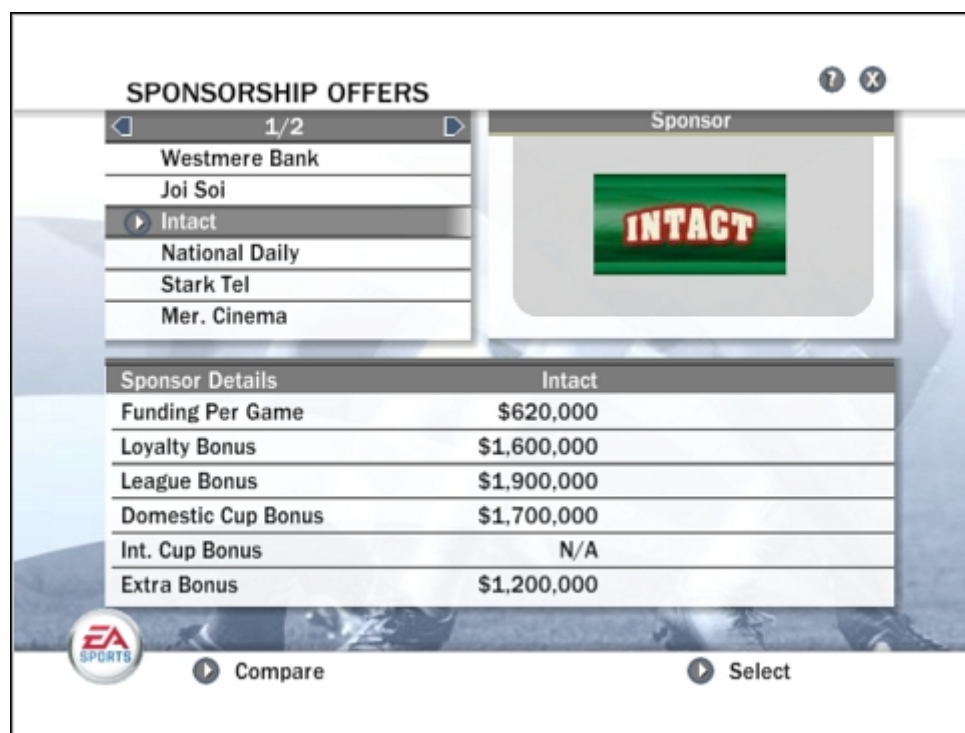 SPONSORSHIP OFFERS
? X
1/2
Westmere Bank
Joi Soi
Intact
National Daily
Stark Tel
Mer. Cinema
Sponsor
INTACT
Sponsor Details Intact
Funding Per Game $620,000
Loyalty Bonus $1,600,000
League Bonus $1,900,000
Domestic Cup Bonus $1,700,000
Int. Cup Bonus N/A
Extra Bonus $1,200,000
EA
SPORTS
Compare Select